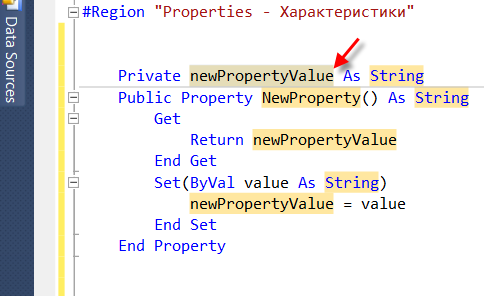 Data Sources
#Region "Properties - Характеристики"
Private newPropertyValue As String
Public Property NewProperty() As String
Get
Return newPropertyValue
End Get
Set(ByVal value As String)
newPropertyValue = value
End Set
End Property